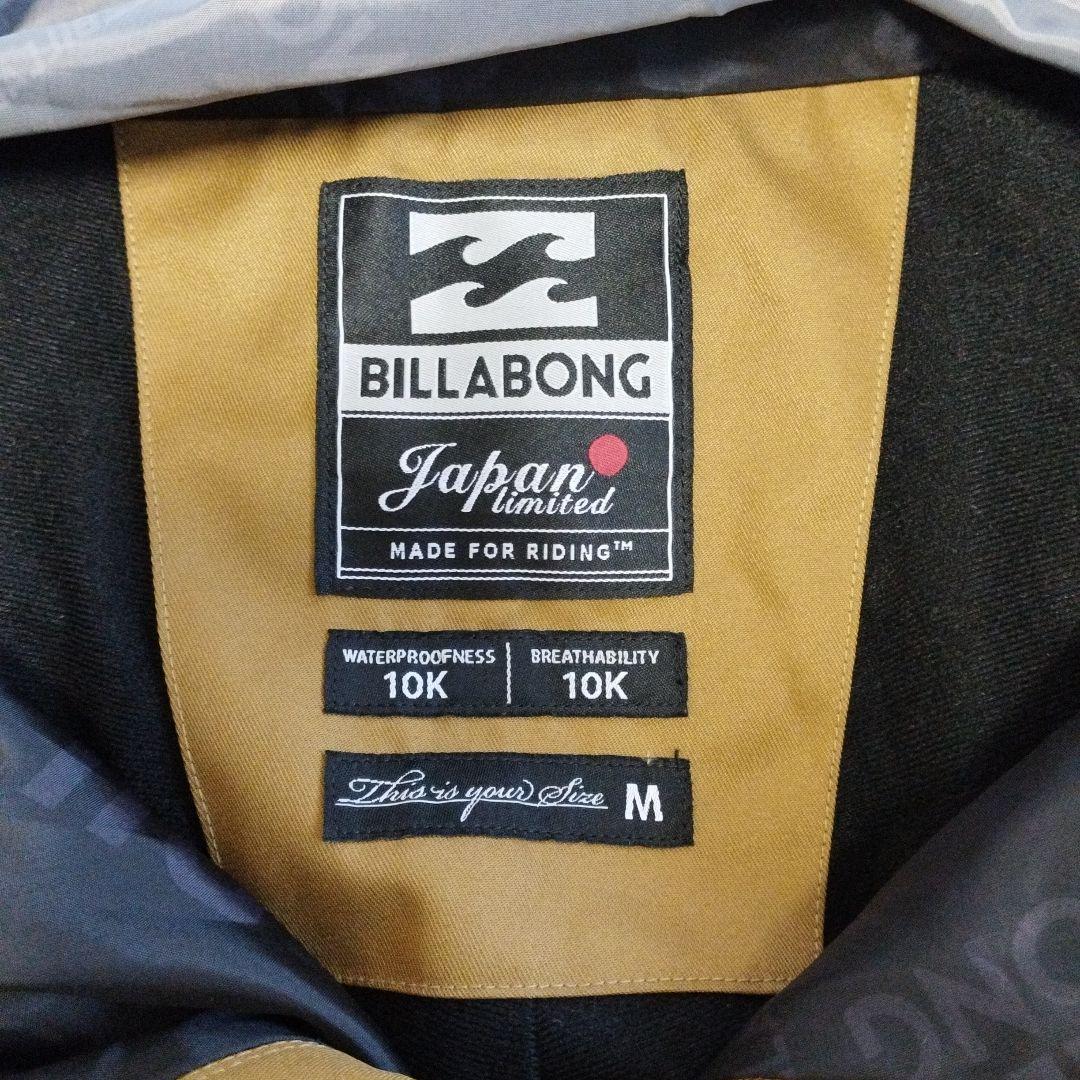 BILLABONG
Japan
limited
MADE FOR RIDING™
WATERPROOFNESS
10K
BREATHABILITY
10K
This is your Size M